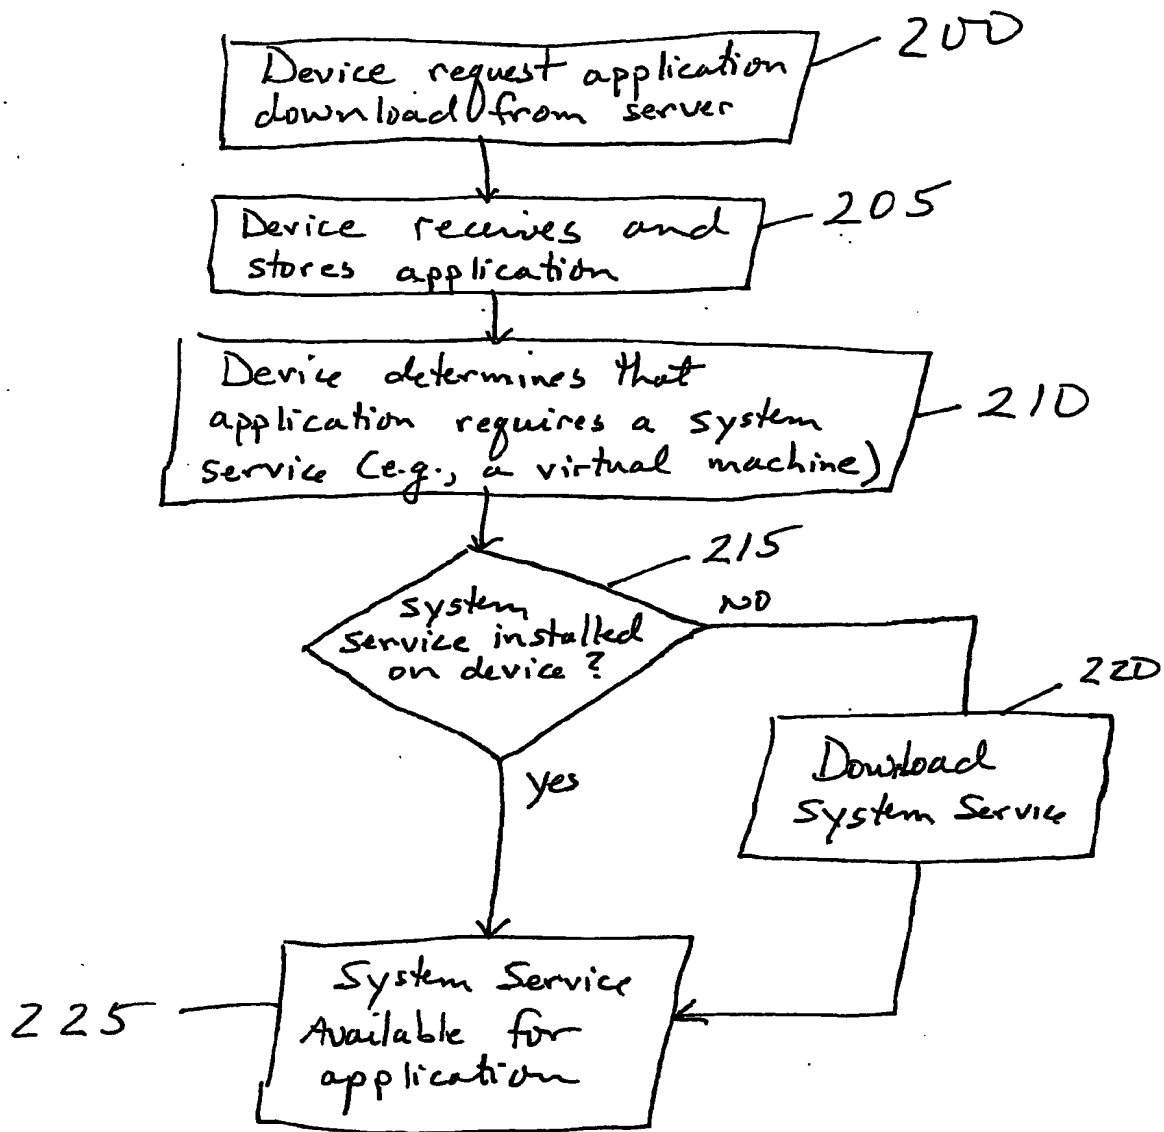 200
Device request application
download from server
205
Device receives and
stores application
210
Device determines that
application requires a system
service (e.g., a virtual machine)
215
system
service installed
on device?
NO
yes
220
Download
System Service
225
System Service
Available for
application